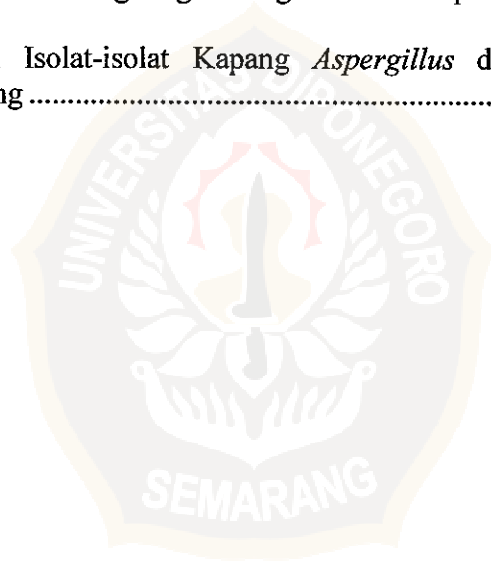 Isolat-isolat Kapang Aspergillus d
ng ........................................................................
UNIVERSITAS DIPONEGORO
SEMARANG